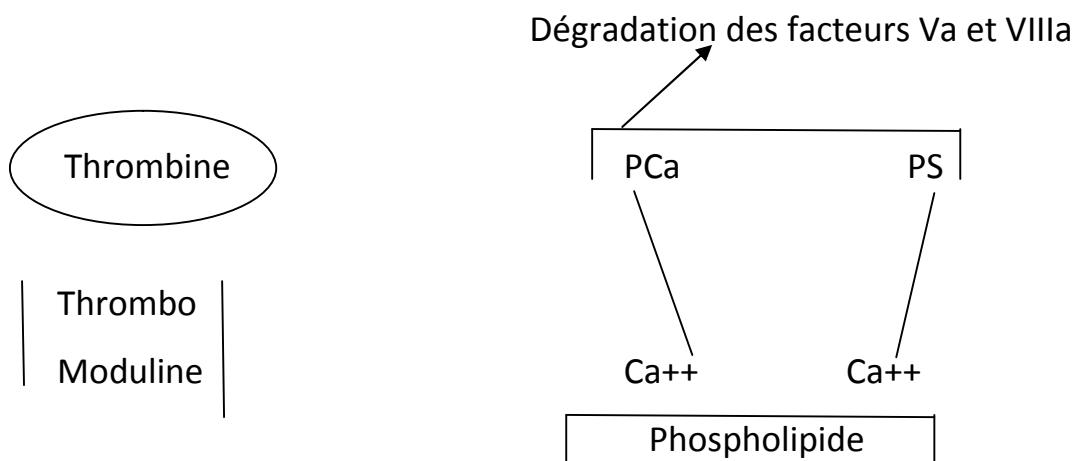 Dégradation des facteurs Va et VIIIa
Thrombine
PCa PS
Thrombo
Moduline
Ca++ Ca++
Phospholipide